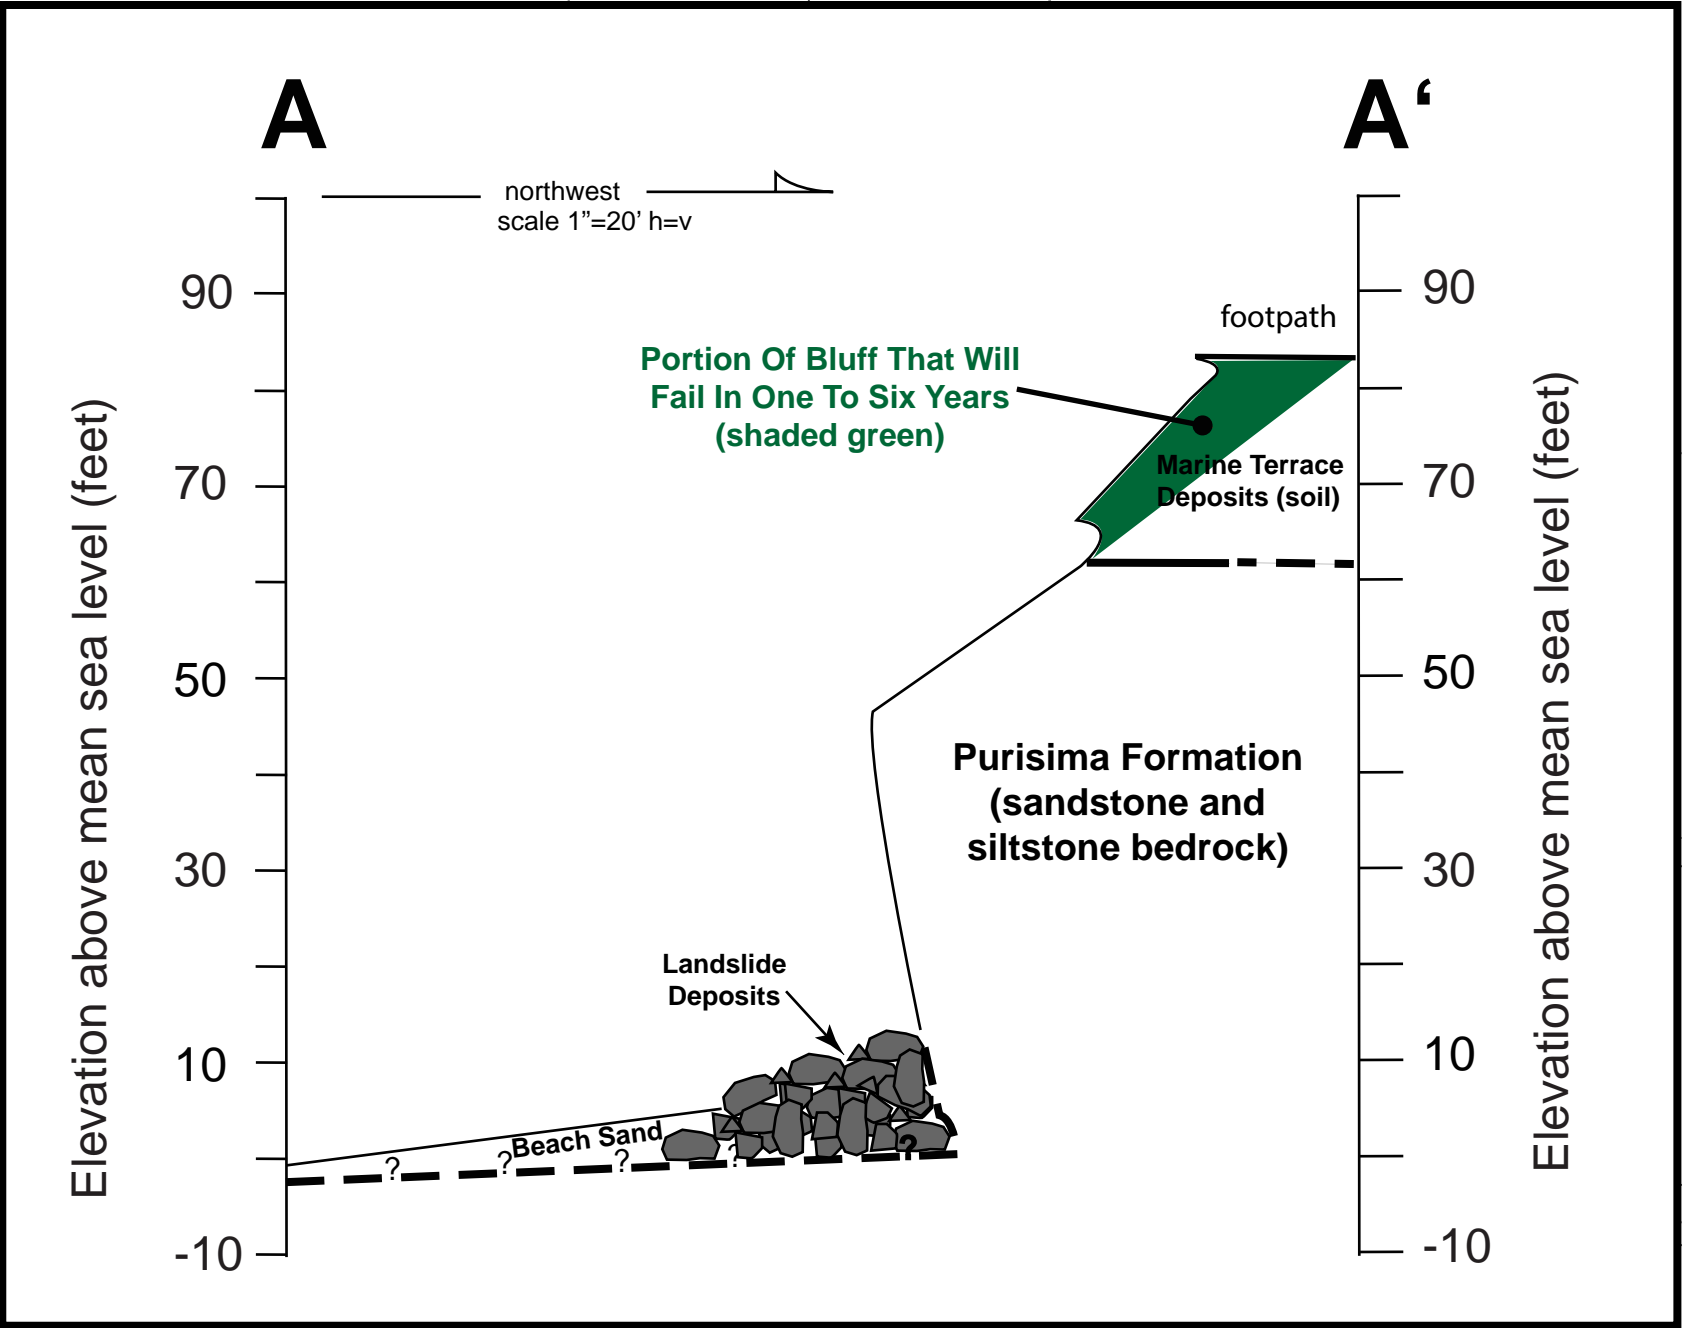 A
A‘
northwest
scale 1”=20’ h=v
90
70
50
30
10
-10
Elevation above mean sea level (feet)
footpath
Portion Of Bluff That Will
Fail In One To Six Years
(shaded green)
Marine Terrace
Deposits (soil)
Purisima Formation
(sandstone and
siltstone bedrock)
Landslide
Deposits
Beach Sand
? ? ? ? ?
90
70
50
30
10
-10
Elevation above mean sea level (feet)